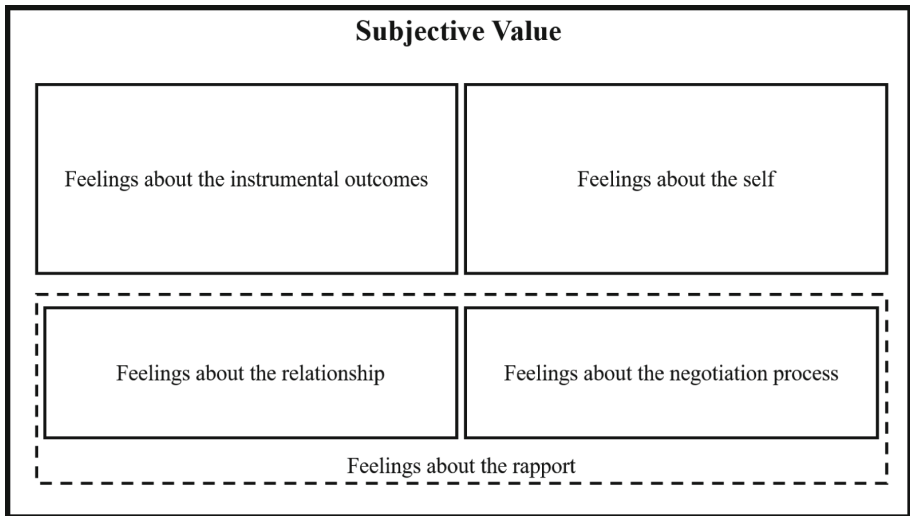 Subjective Value
Feelings about the instrumental outcomes
Feelings about the self
Feelings about the relationship
Feelings about the negotiation process
Feelings about the rapport